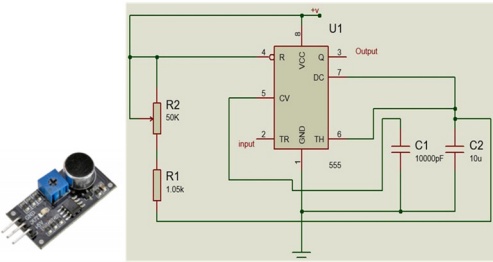 +v
U1
8
4
R
VCC
Q
3
Output
DC
7
R2
50K
5
CV
input
2
TR
GND
TH
6
1
555
C1
10000pF
C2
10u
R1
1.05k